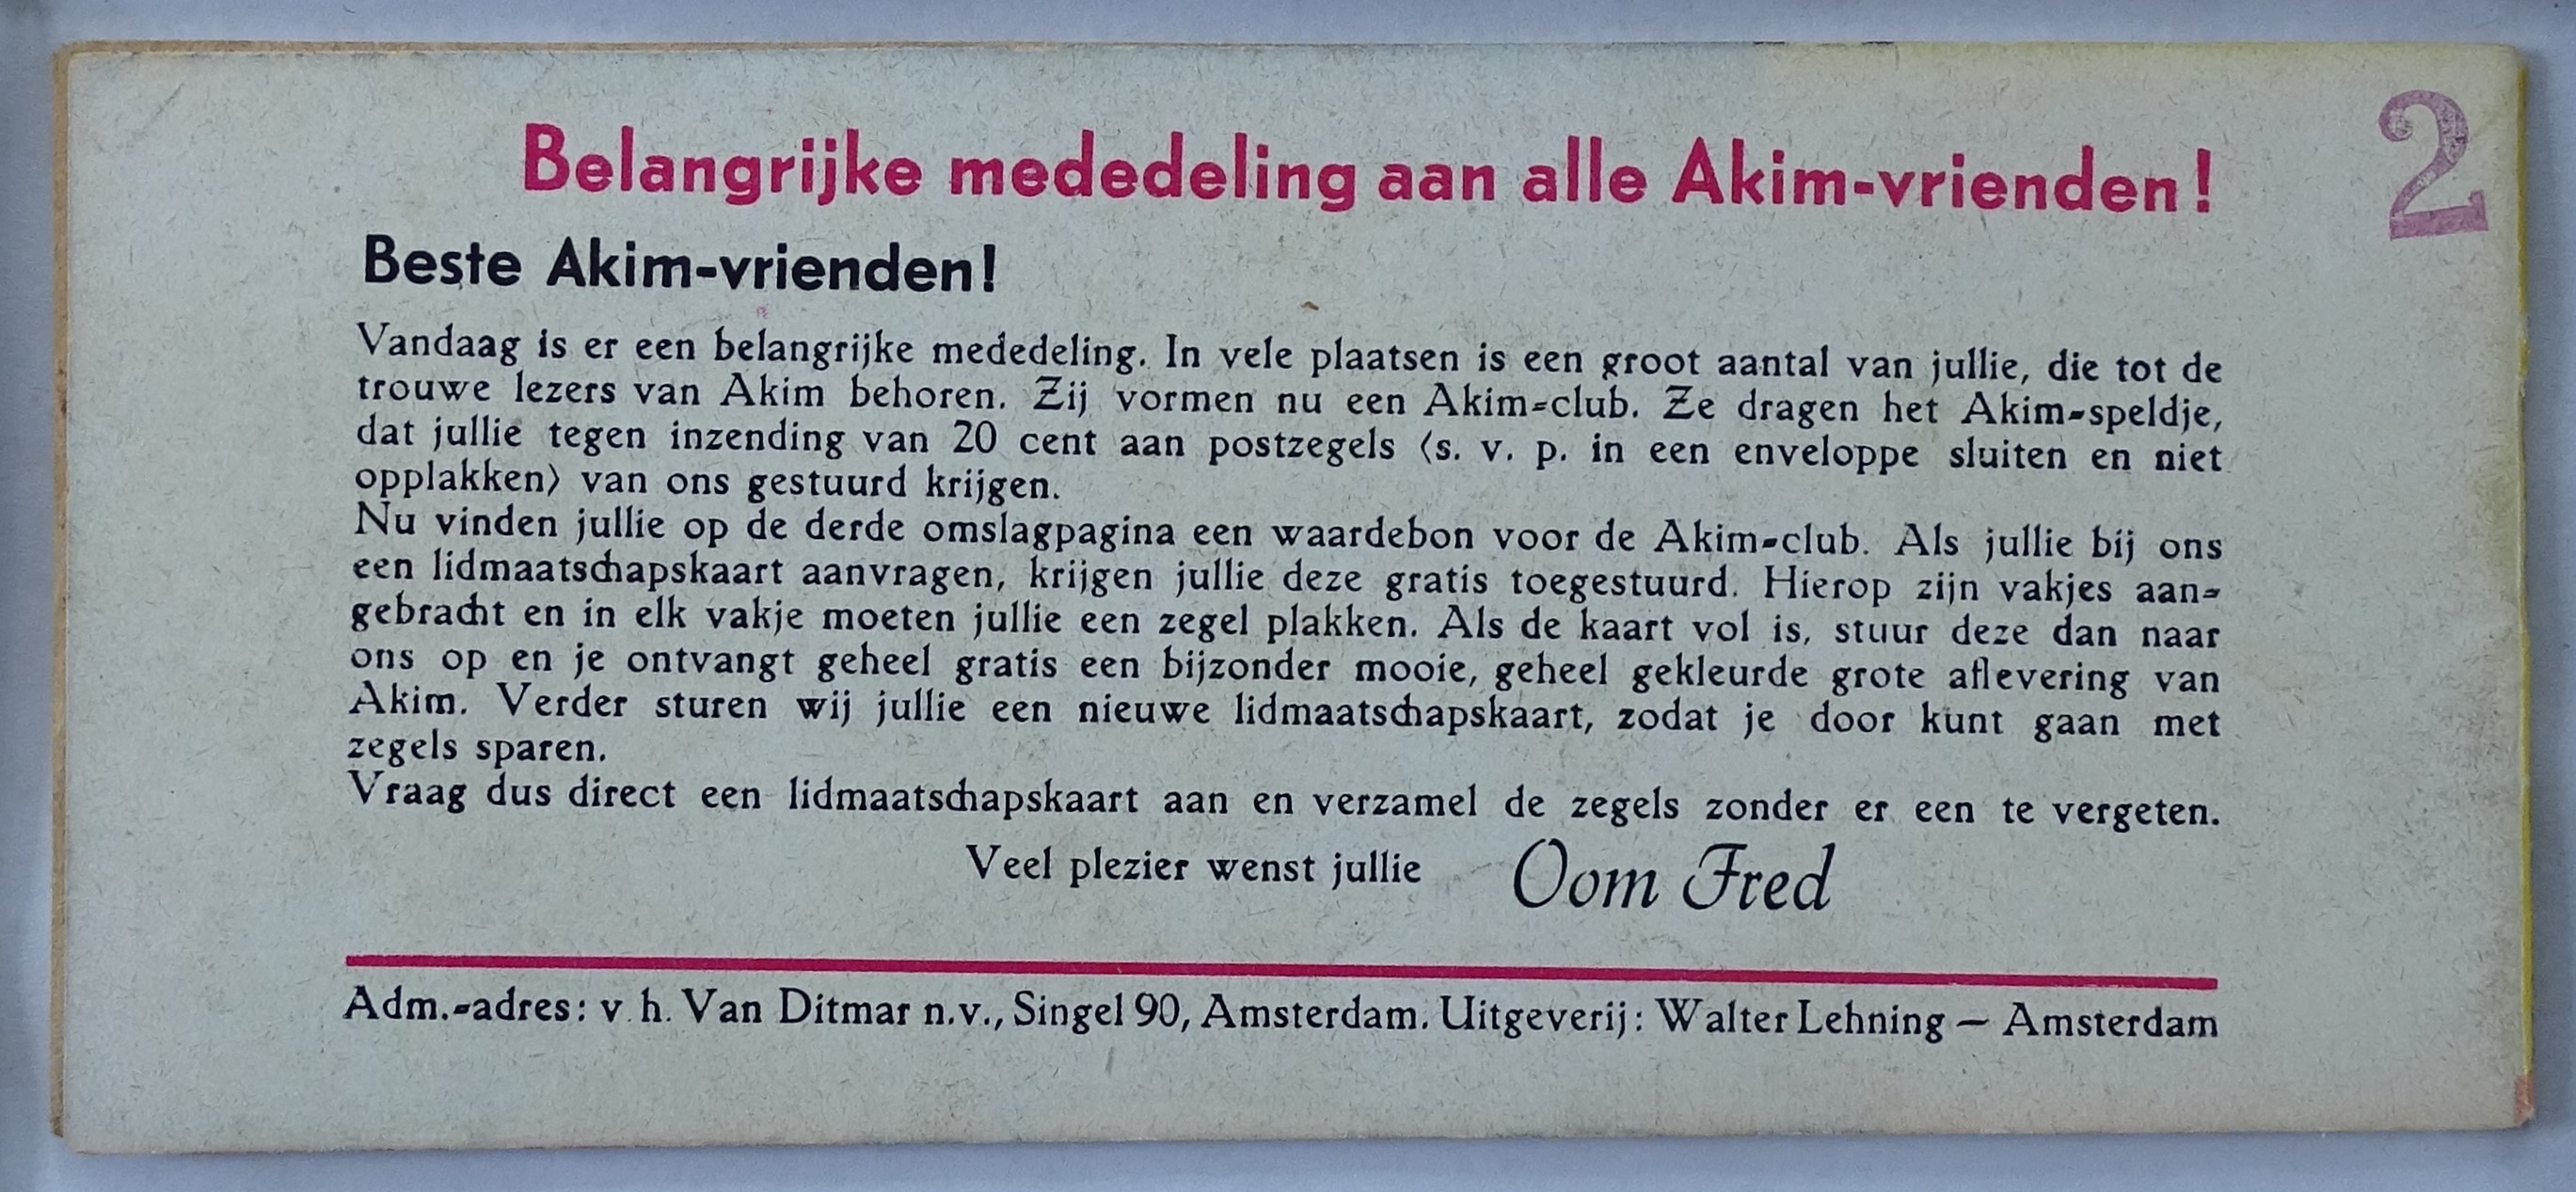 Belangrijke mededeling aan alle Akim-vrienden!
2
Beste Akim-vrienden!
Vandaag is er een belangrijke mededeling. In vele plaatsen is een groot aantal van jullie, die tot de
trouwe lezers van Akim behoren. Zij vormen nu een Akim-club. Ze dragen het Akim-speldje,
dat jullie tegen inzending van 20 cent aan postzegels (s. v. p. in een enveloppe sluiten en niet
opplakken) van ons gestuurd krijgen.
Nu vinden jullie op de derde omslagpagina een waardebon voor de Akim-club. Als jullie bij ons
een lidmaatschapskaart aanvragen, krijgen jullie deze gratis toegestuurd. Hierop zijn vakjes aan-
gebracht en in elk vakje moeten jullie een zegel plakken. Als de kaart vol is, stuur deze dan naar
ons op en je ontvangt geheel gratis een bijzonder mooie, geheel gekleurde grote aflevering van
Akim. Verder sturen wij jullie een nieuwe lidmaatschapskaart, zodat je door kunt gaan met
zegels sparen.
Vraag dus direct een lidmaatschapskaart aan en verzamel de zegels zonder er een te vergeten.
Veel plezier wenst jullie Oom Fred
Adm.-adres: v.h. Van Ditmar n.v., Singel 90, Amsterdam. Uitgeverij: Walter Lehning — Amsterdam